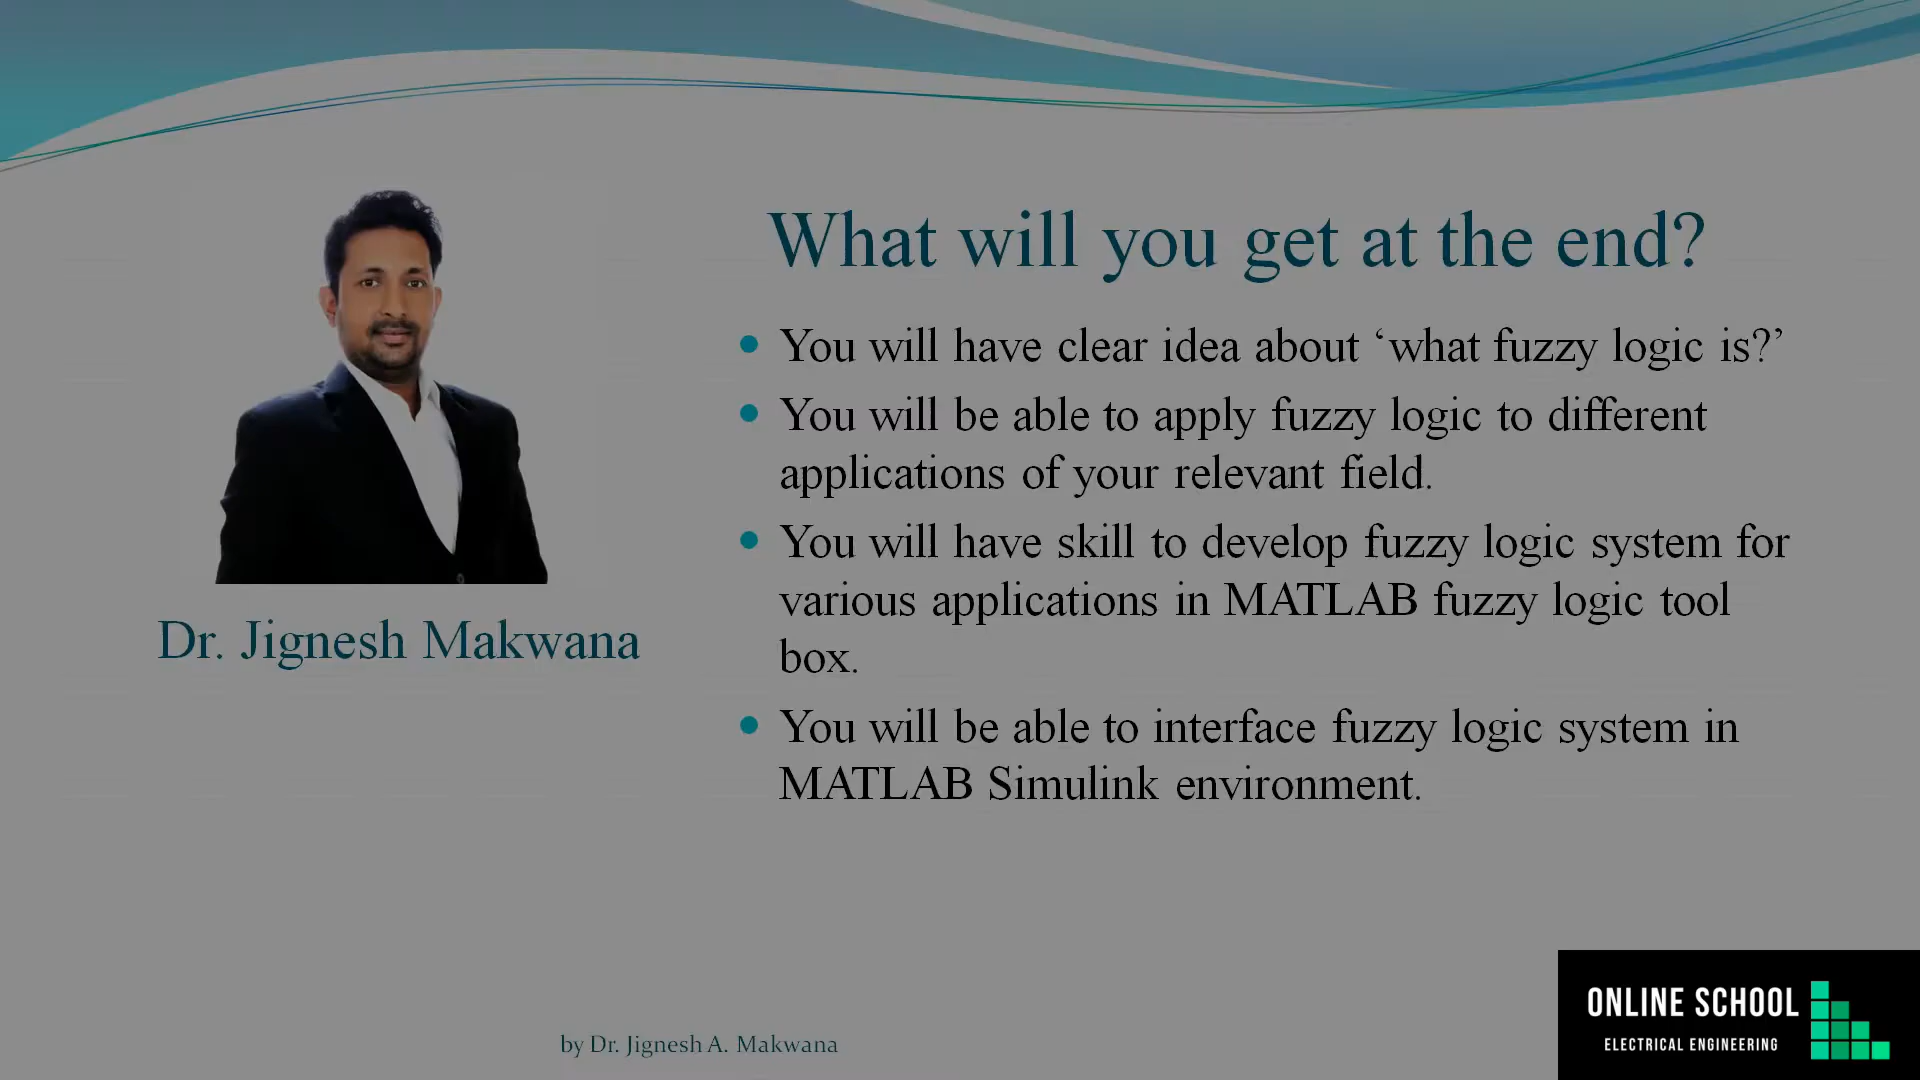 What will you get at the end?
You will have clear idea about ‘what fuzzy logic is?’
You will be able to apply fuzzy logic to different
applications of your relevant field.
You will have skill to develop fuzzy logic system for
various applications in MATLAB fuzzy logic tool
box.
You will be able to interface fuzzy logic system in
MATLAB Simulink environment.
Dr. Jignesh Makwana
by Dr. Jignesh A. Makwana
ONLINE SCHOOL
ELECTRICAL ENGINEERING